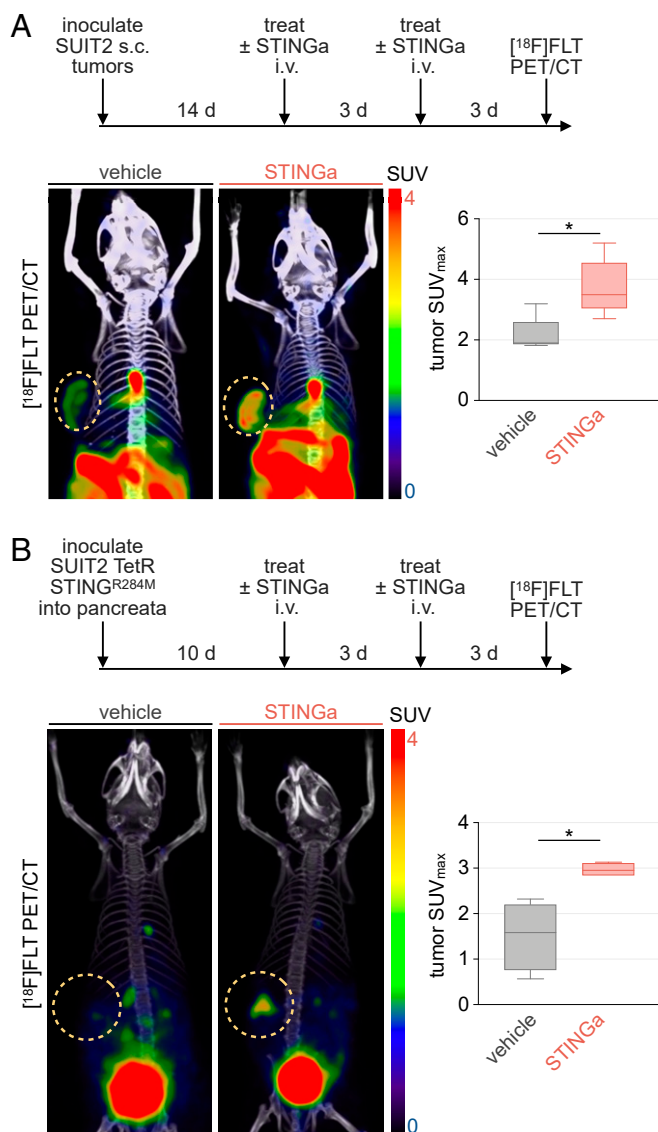 A
inoculate
SUIT2 s.c.
tumors
treat
± STINGa
i.v.
treat
± STINGa
i.v.
[¹⁸F]FLT
PET/CT
14 d
3 d
3 d
vehicle
STINGa
SUV
4
0
[¹⁸F]FLT PET/CT
tumor SUVmax
6
4
2
0
*
vehicle
STINGa
B
inoculate
SUIT2 TetR
STINGᴿ²⁸⁴ᴹ
into pancreata
treat
± STINGa
i.v.
treat
± STINGa
i.v.
[¹⁸F]FLT
PET/CT
10 d
3 d
3 d
vehicle
STINGa
SUV
4
0
[¹⁸F]FLT PET/CT
tumor SUVmax
4
3
2
1
0
*
vehicle
STINGa